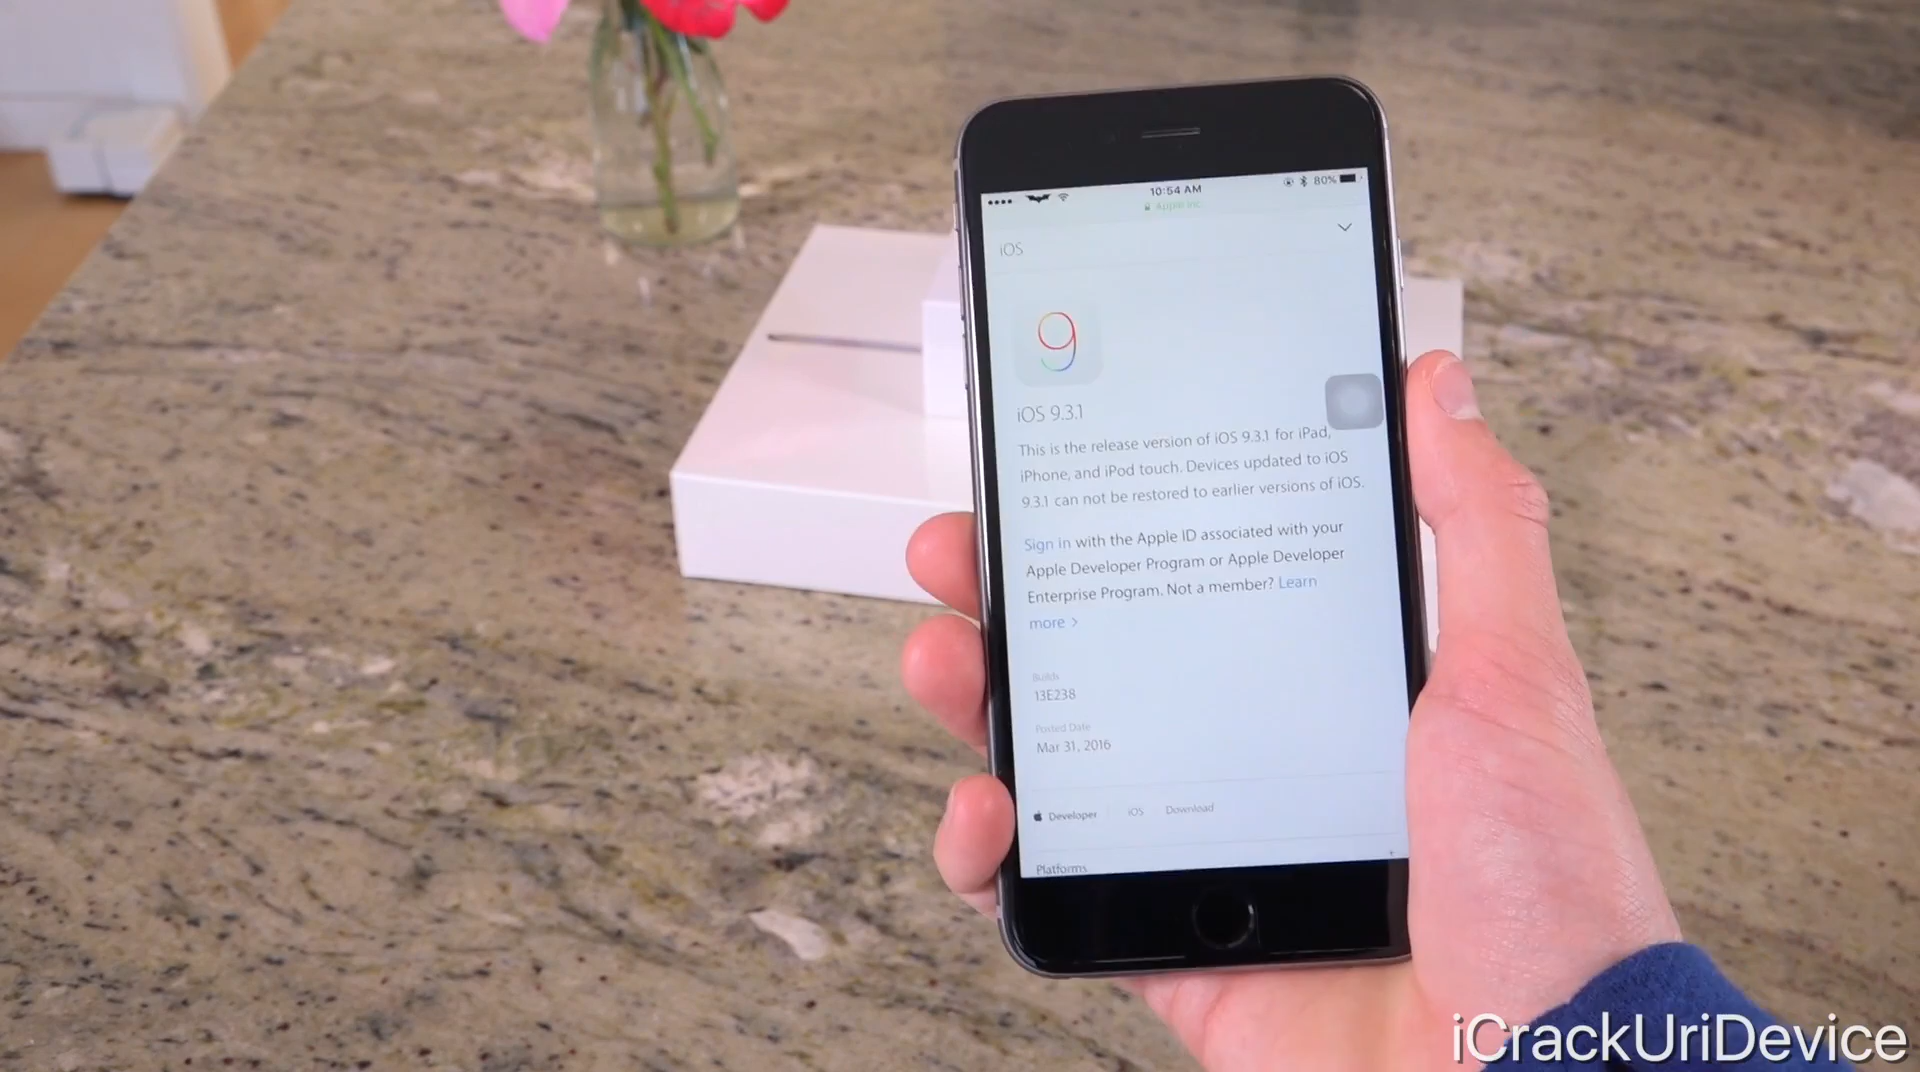 10:54 AM
80%
Apple Inc.
iOS
9
iOS 9.3.1
This is the release version of iOS 9.3.1 for iPad,
iPhone, and iPod touch. Devices updated to iOS
9.3.1 can not be restored to earlier versions of iOS.
Sign in with the Apple ID associated with your
Apple Developer Program or Apple Developer
Enterprise Program. Not a member? Learn
more >
Builds
13E238
Posted Date
Mar 31, 2016
Developer iOS Download
Platforms +
iCrackUriDevice